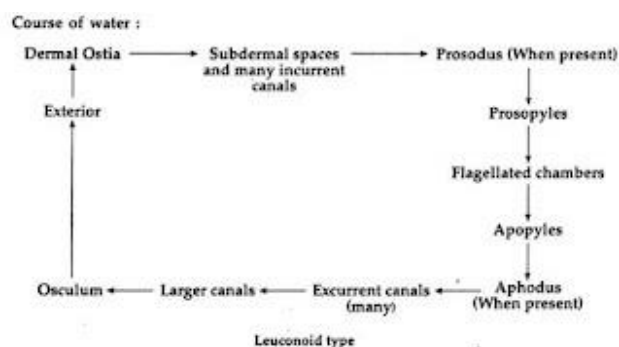 Course of water :
Dermal Ostia
Subdermal spaces
and many incurrent
canals
Prosodus (When present)
Exterior
Prosopyles
Flagellated chambers
Apopyles
Osculum
Larger canals
Excurrent canals
(many)
Aphodus
(When present)
Leuconoid type